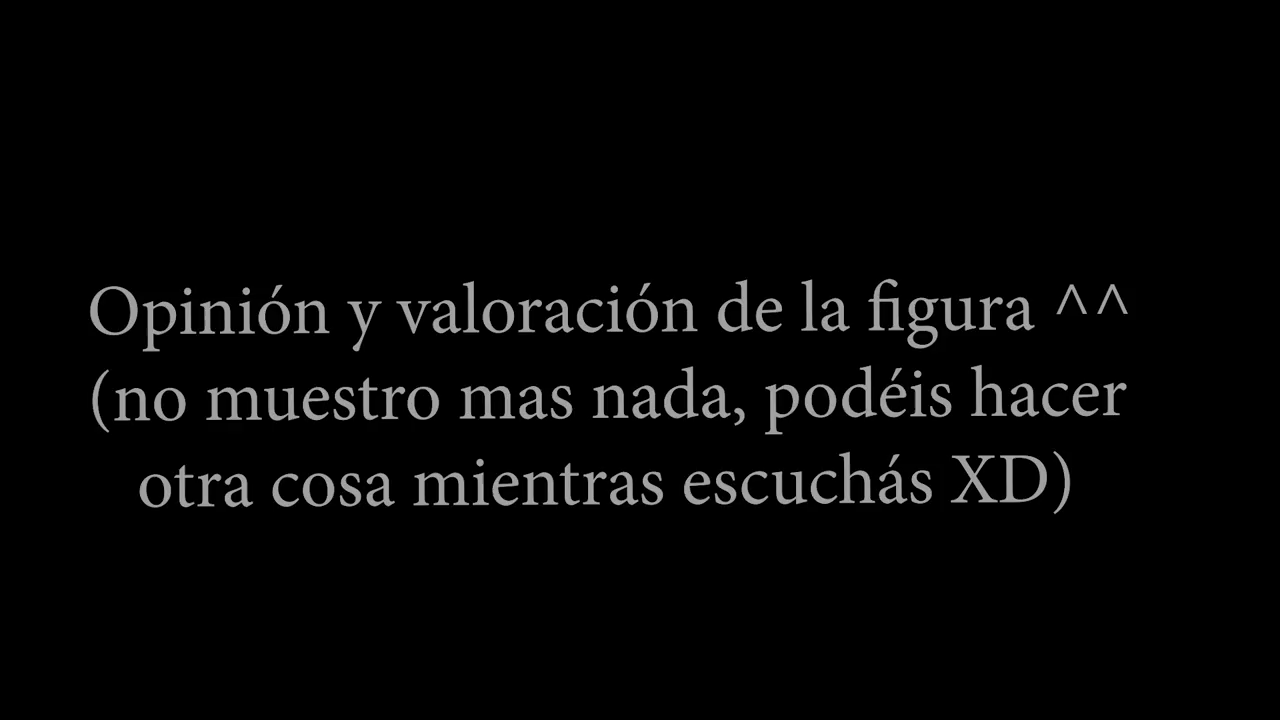 Opinión y valoración de la figura ^^
(no muestro mas nada, podéis hacer
otra cosa mientras escuchás XD)